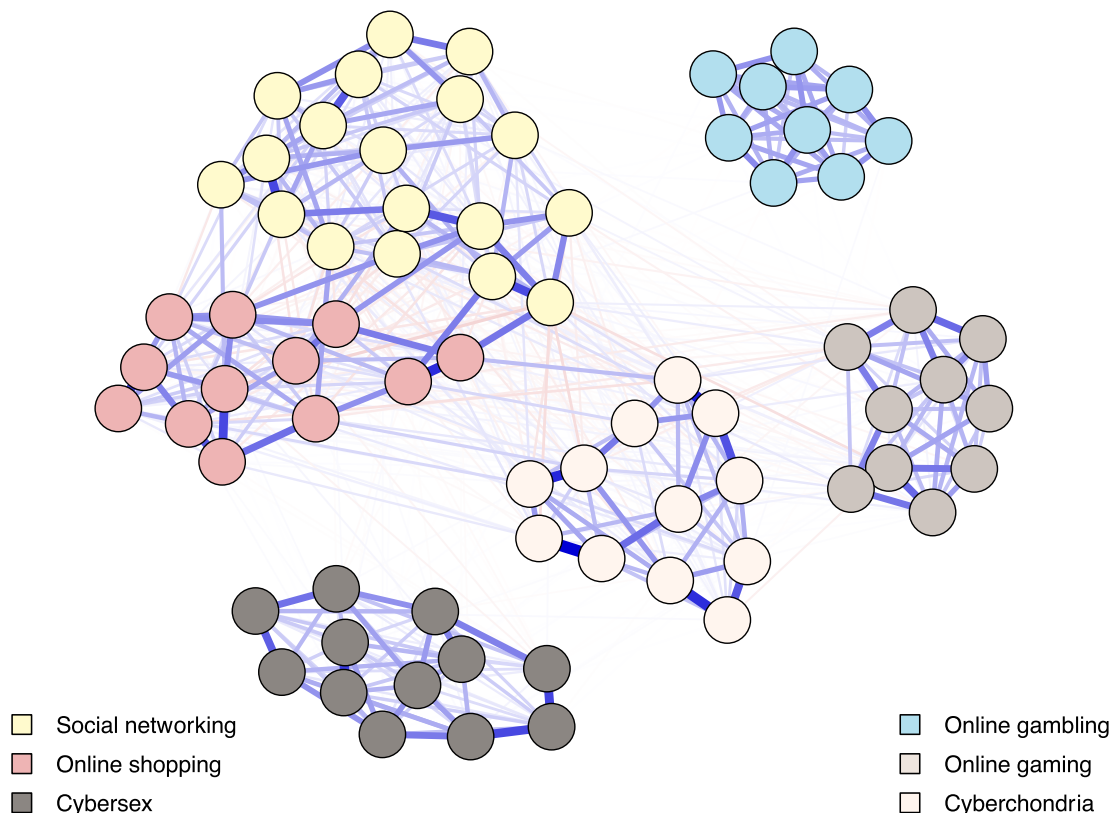 Social networking
Online shopping
Cybersex
Online gambling
Online gaming
Cyberchondria